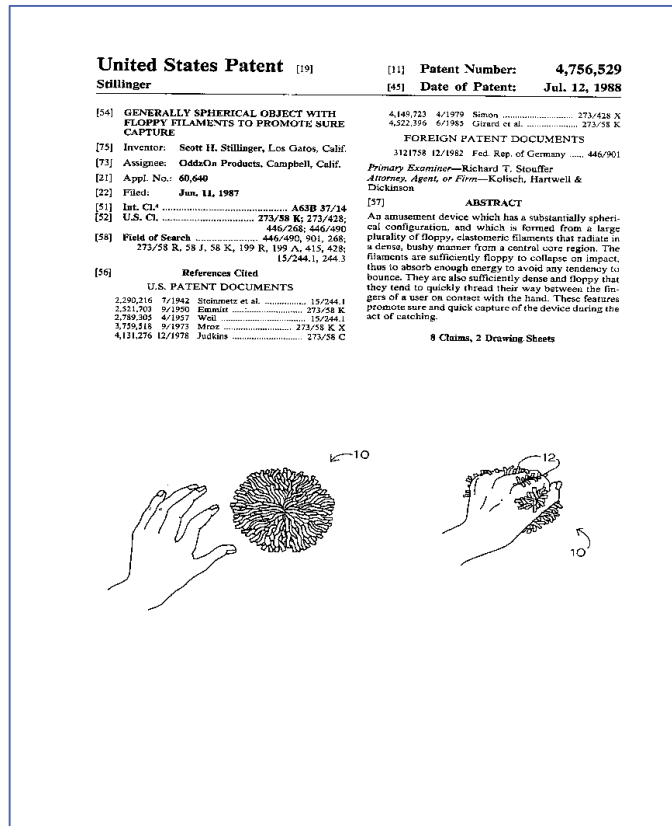 United States Patent [19]
Stillinger
[11] Patent Number: 4,756,529
[45] Date of Patent: Jul. 12, 1988
[54] GENERALLY SPHERICAL OBJECT WITH
FLOPPY FILAMENTS TO PROMOTE SURE
CAPTURE
[75] Inventor: Scott H. Stillinger, Los Gatos, Calif.
[73] Assignee: OddzOn Products, Campbell, Calif.
[21] Appl. No.: 60,640
[22] Filed: Jun. 11, 1987
[51] Int. Cl.⁴ ........................ A63B 37/14
[52] U.S. Cl. ........................ 273/58 K; 273/428;
446/268; 446/490
[58] Field of Search ............... 446/490, 901, 268;
273/58 R, 58 J, 58 K, 199 R, 199 A, 415, 428;
15/244.1, 244.3
[56] References Cited
U.S. PATENT DOCUMENTS
2,290,216 7/1942 Steinmetz et al. ............... 15/244.1
2,521,703 9/1950 Emmitt ........................ 273/58 K
2,789,305 4/1957 Weil ........................ 15/244.1
3,759,518 9/1973 Mroz ........................ 273/58 K X
4,131,276 12/1978 Judkins ........................ 273/58 C
4,149,723 4/1979 Simon ........................ 273/428 X
4,522,396 6/1985 Girard et al. ............... 273/58 K
FOREIGN PATENT DOCUMENTS
3121758 12/1982 Fed. Rep. of Germany ...... 446/901
Primary Examiner—Richard T. Stouffer
Attorney, Agent, or Firm—Kolisch, Hartwell &
Dickinson
[57] ABSTRACT
An amusement device which has a substantially spheri-
cal configuration, and which is formed from a large
plurality of floppy, elastomeric filaments that radiate in
a dense, bushy manner from a central core region. The
filaments are sufficiently floppy to collapse on impact,
thus to absorb enough energy to avoid any tendency to
bounce. They are also sufficiently dense and floppy that
they tend to quickly thread their way between the fin-
gers of a user on contact with the hand. These features
promote sure and quick capture of the device during the
act of catching.
8 Claims, 2 Drawing Sheets
10
12
10